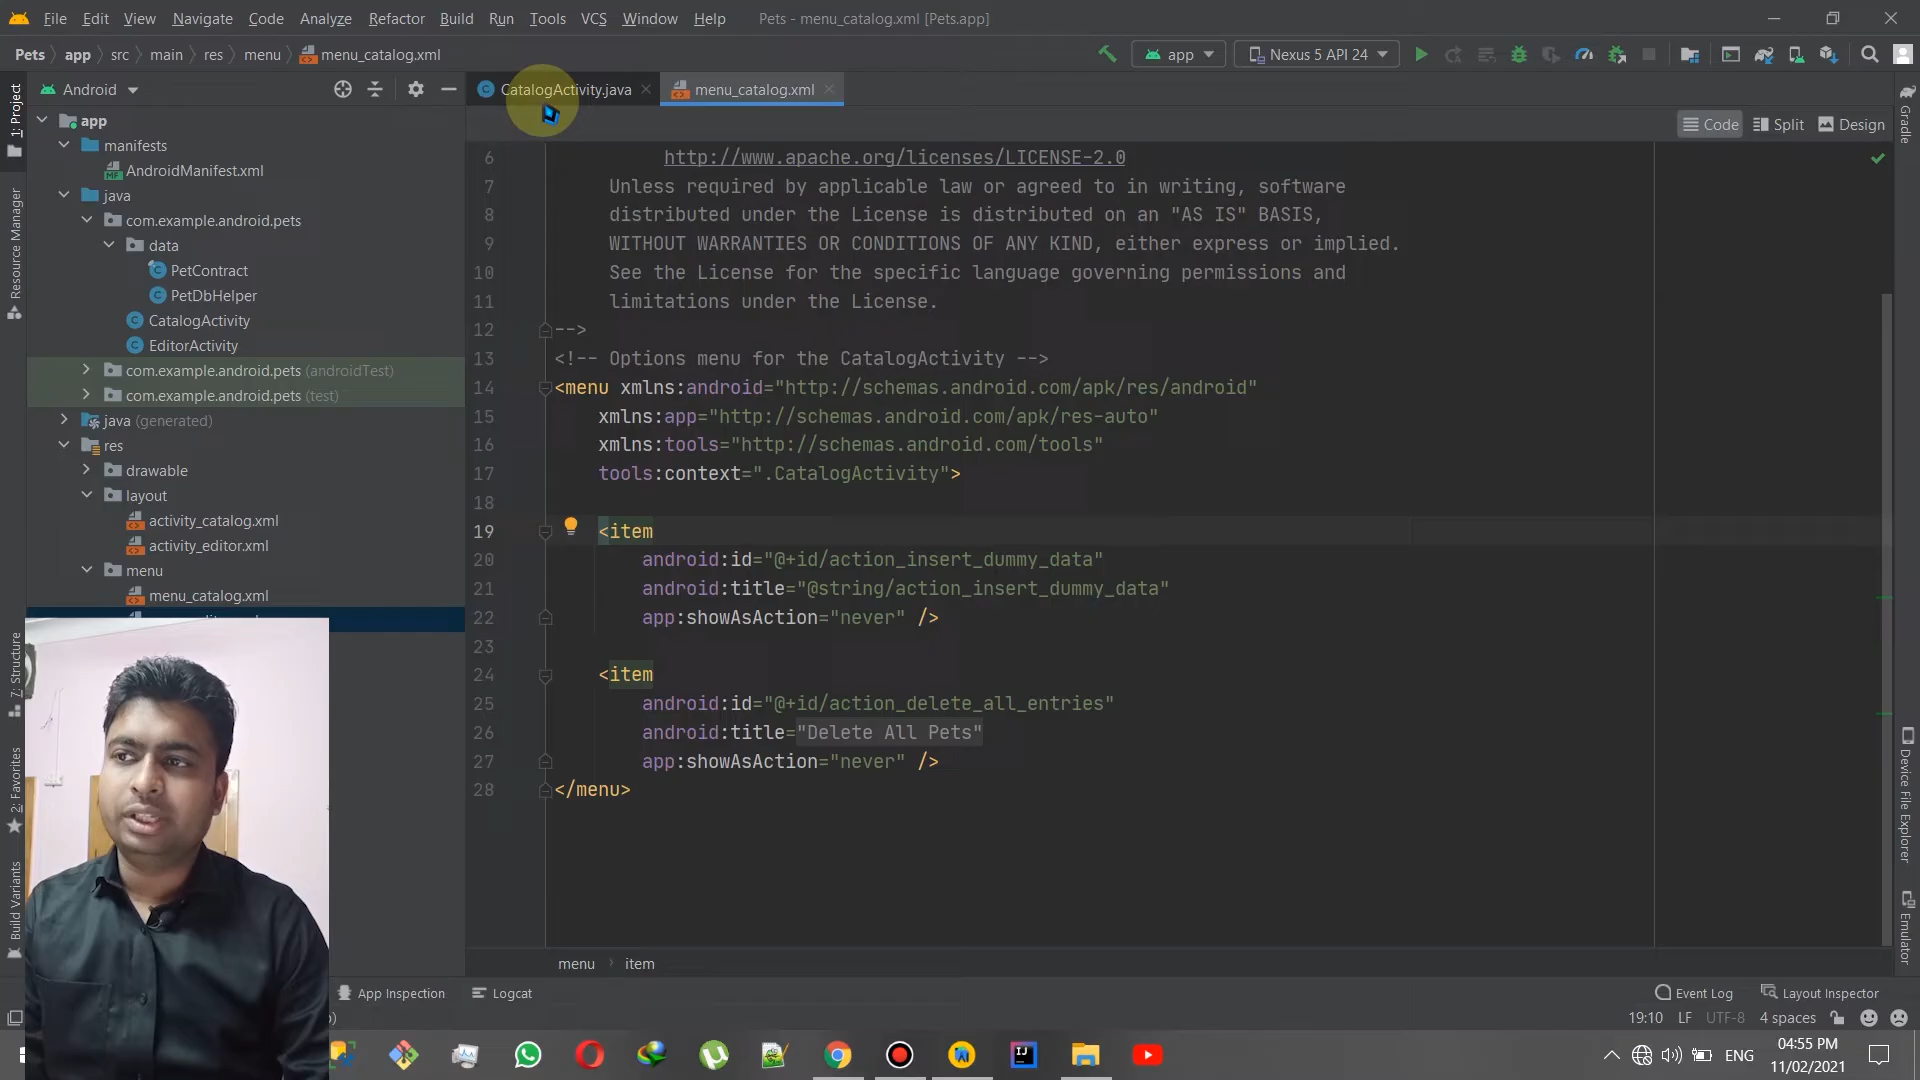 File Edit View Navigate Code Analyze Refactor Build Run Tools VCS Window Help Pets - menu_catalog.xml [Pets.app]
Pets app src main res menu menu_catalog.xml app Nexus 5 API 24
Android
CatalogActivity.java menu_catalog.xml
Code Split Design
1: Project
Resource Manager
7: Structure
2: Favorites
Build Variants
app
manifests
AndroidManifest.xml
java
com.example.android.pets
data
PetContract
PetDbHelper
CatalogActivity
EditorActivity
com.example.android.pets (androidTest)
com.example.android.pets (test)
java (generated)
res
drawable
layout
activity_catalog.xml
activity_editor.xml
menu
menu_catalog.xml
6 http://www.apache.org/licenses/LICENSE-2.0
7 Unless required by applicable law or agreed to in writing, software
8 distributed under the License is distributed on an "AS IS" BASIS,
9 WITHOUT WARRANTIES OR CONDITIONS OF ANY KIND, either express or implied.
10 See the License for the specific language governing permissions and
11 limitations under the License.
12 -->
13 <!-- Options menu for the CatalogActivity -->
14 <menu xmlns:android="http://schemas.android.com/apk/res/android"
15 xmlns:app="http://schemas.android.com/apk/res-auto"
16 xmlns:tools="http://schemas.android.com/tools"
17 tools:context=".CatalogActivity">
18
19 <item
20 android:id="@+id/action_insert_dummy_data"
21 android:title="@string/action_insert_dummy_data"
22 app:showAsAction="never" />
23
24 <item
25 android:id="@+id/action_delete_all_entries"
26 android:title="Delete All Pets"
27 app:showAsAction="never" />
28 </menu>
Gradle
Device File Explorer
Emulator
menu item
App Inspection Logcat Event Log Layout Inspector
19:10 LF UTF-8 4 spaces
ENG
04:55 PM
11/02/2021